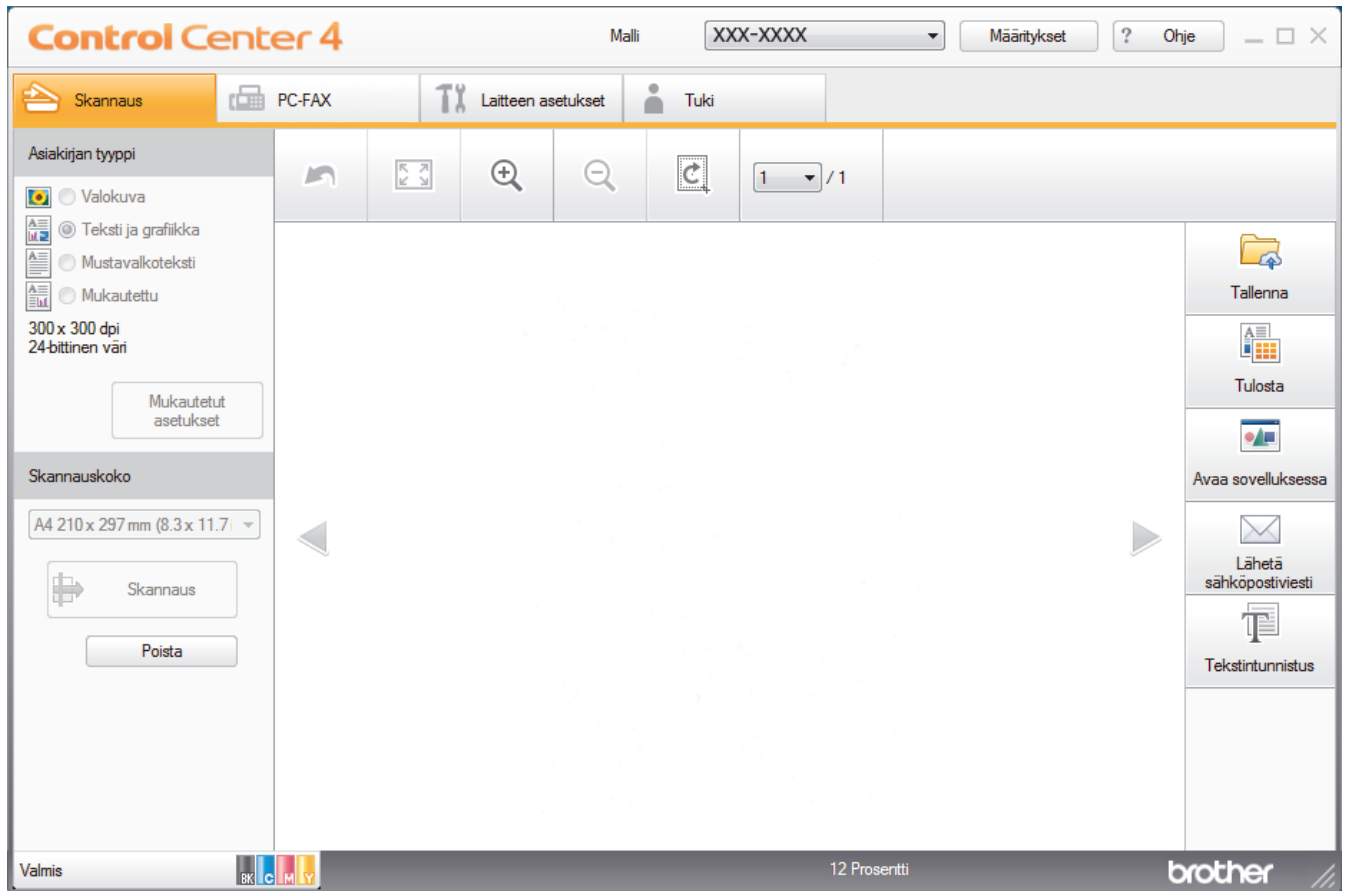 Control Center 4
Malli
XXX-XXXX
Määritykset
? Ohje
Skannaus
PC-FAX
Laitteen asetukset
Tuki
Asiakirjan tyyppi
Valokuva
Teksti ja grafiikka
Mustavalkoteksti
Mukautettu
300 x 300 dpi
24-bittinen väri
Mukautetut
asetukset
Skannauskoko
A4 210 x 297 mm (8.3 x 11.7
Skannaus
Poista
1
/ 1
Tallenna
Tulosta
Avaa sovelluksessa
Lähetä
sähköpostiviesti
Tekstintunnistus
Valmis
BK C M Y
12 Prosentti
brother